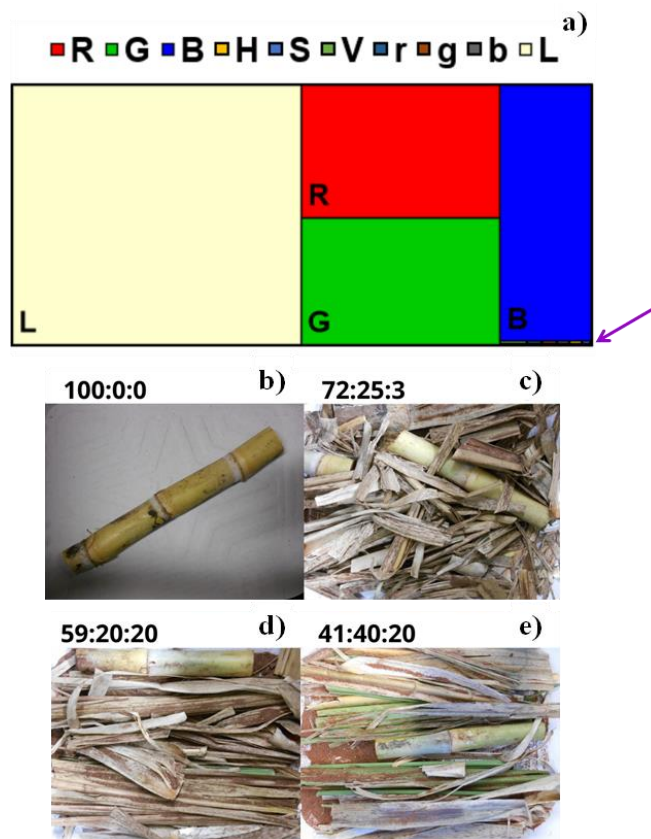 a)
R G B H S V r g b L
R
L
G
B
100:0:0 b)
72:25:3 c)
59:20:20 d)
41:40:20 e)